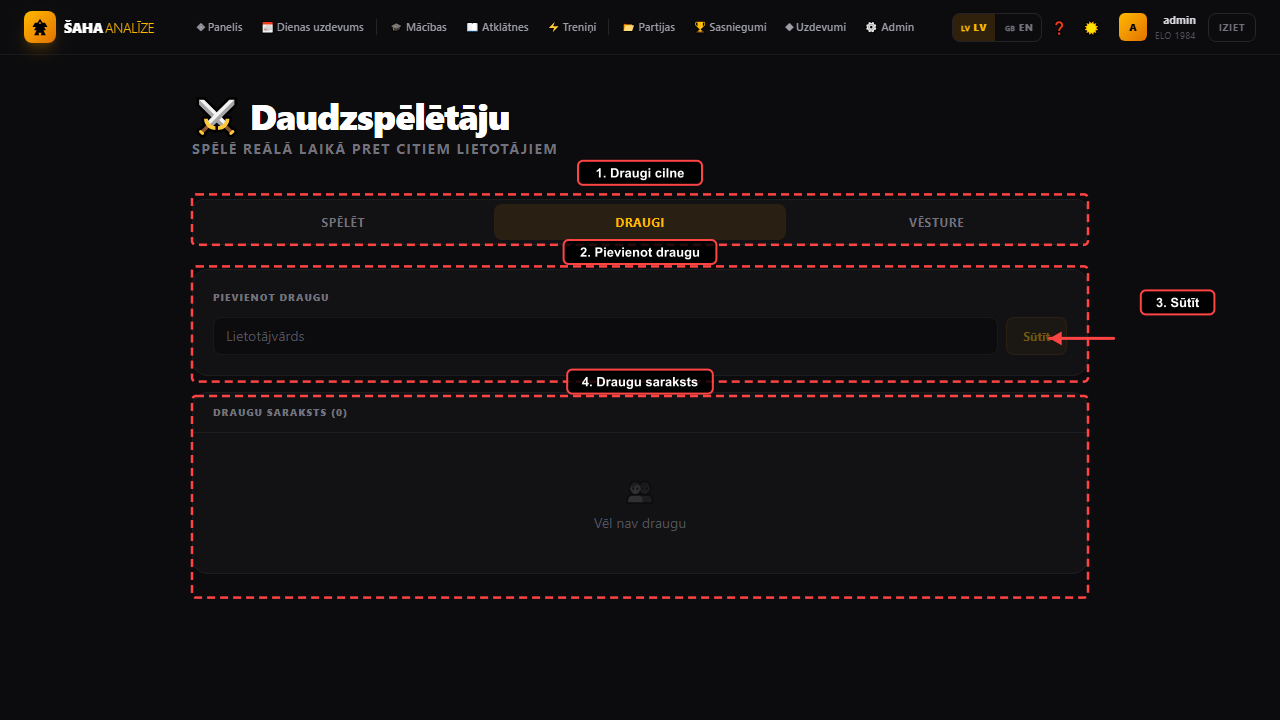 ŠAHA ANALĪZE
Panelis
Dienas uzdevums
Mācības
Atklātnes
Treniņi
Partijas
Sasniegumi
Uzdevumi
Admin
LV LV
GB EN
A
admin
ELO 1984
IZIET
Daudzspēlētāju
SPĒLĒ REĀLĀ LAIKĀ PRET CITIEM LIETOTĀJIEM
1. Draugi cilne
SPĒLĒT
DRAUGI
VĒSTURE
2. Pievienot draugu
PIEVIENOT DRAUGU
3. Sūtīt
Lietotājvārds
Sūtīt
4. Draugu saraksts
DRAUGU SARAKSTS (0)
Vēl nav draugu